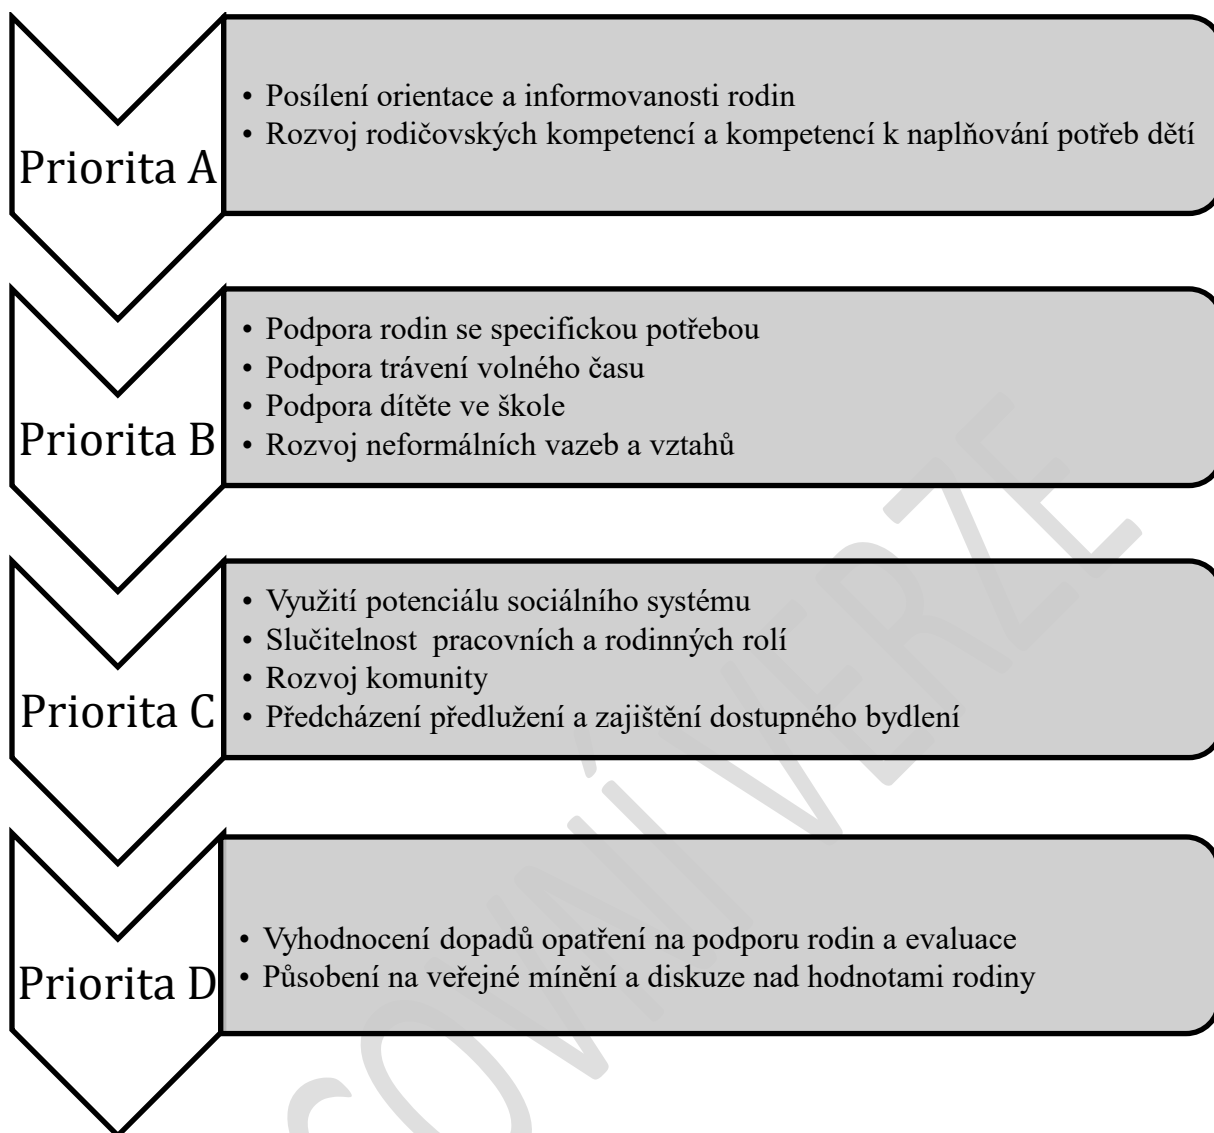 Priorita A
• Posílení orientace a informovanosti rodin
• Rozvoj rodičovských kompetencí a kompetencí k naplňování potřeb dětí
Priorita B
• Podpora rodin se specifickou potřebou
• Podpora trávení volného času
• Podpora dítěte ve škole
• Rozvoj neformálních vazeb a vztahů
Priorita C
• Využití potenciálu sociálního systému
• Slučitelnost  pracovních a rodinných rolí
• Rozvoj komunity
• Předcházení předlužení a zajištění dostupného bydlení
Priorita D
• Vyhodnocení dopadů opatření na podporu rodin a evaluace
• Působení na veřejné mínění a diskuze nad hodnotami rodiny
COVNÍ VERZE